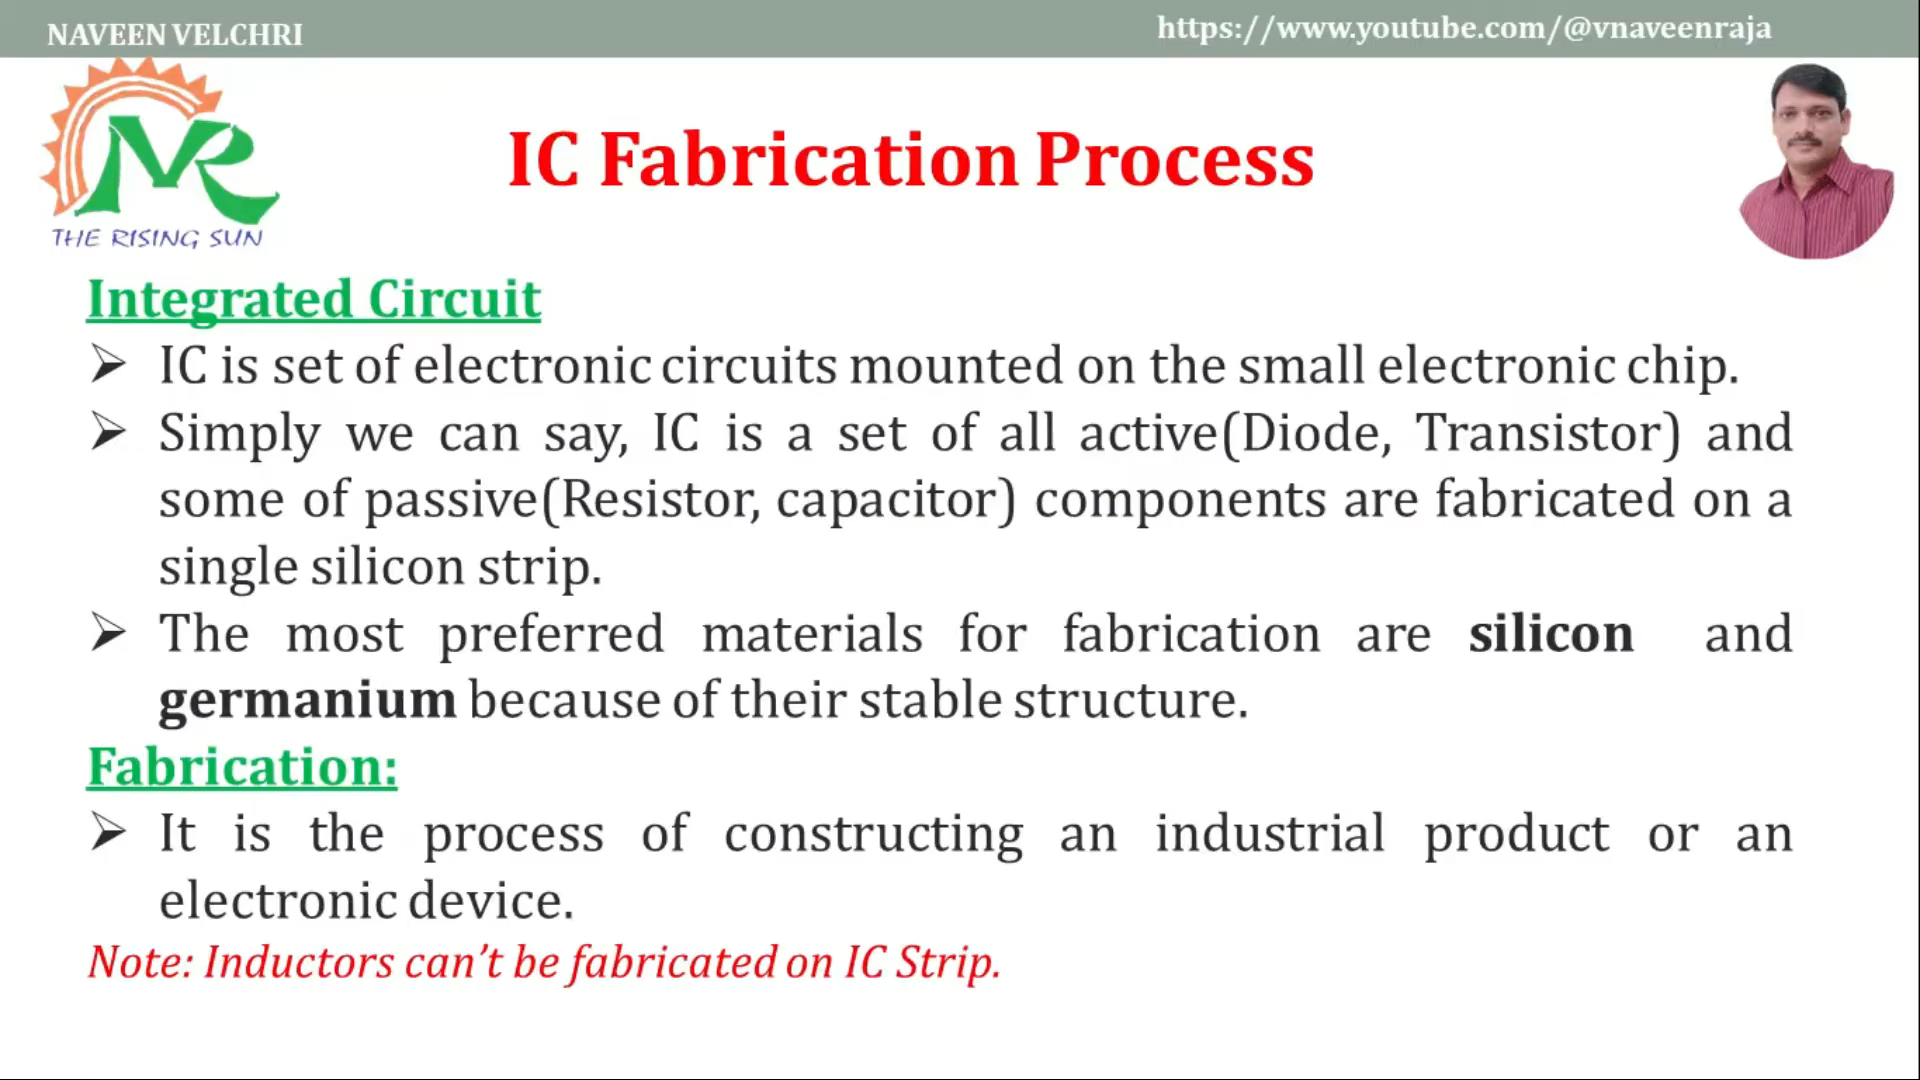 NAVEEN VELCHRI
https://www.youtube.com/@vnaveenraja
NR
THE RISING SUN
IC Fabrication Process
Integrated Circuit
➢ IC is set of electronic circuits mounted on the small electronic chip.
➢ Simply we can say, IC is a set of all active(Diode, Transistor) and
some of passive(Resistor, capacitor) components are fabricated on a
single silicon strip.
➢ The most preferred materials for fabrication are silicon and
germanium because of their stable structure.
Fabrication:
➢ It is the process of constructing an industrial product or an
electronic device.
Note: Inductors can’t be fabricated on IC Strip.